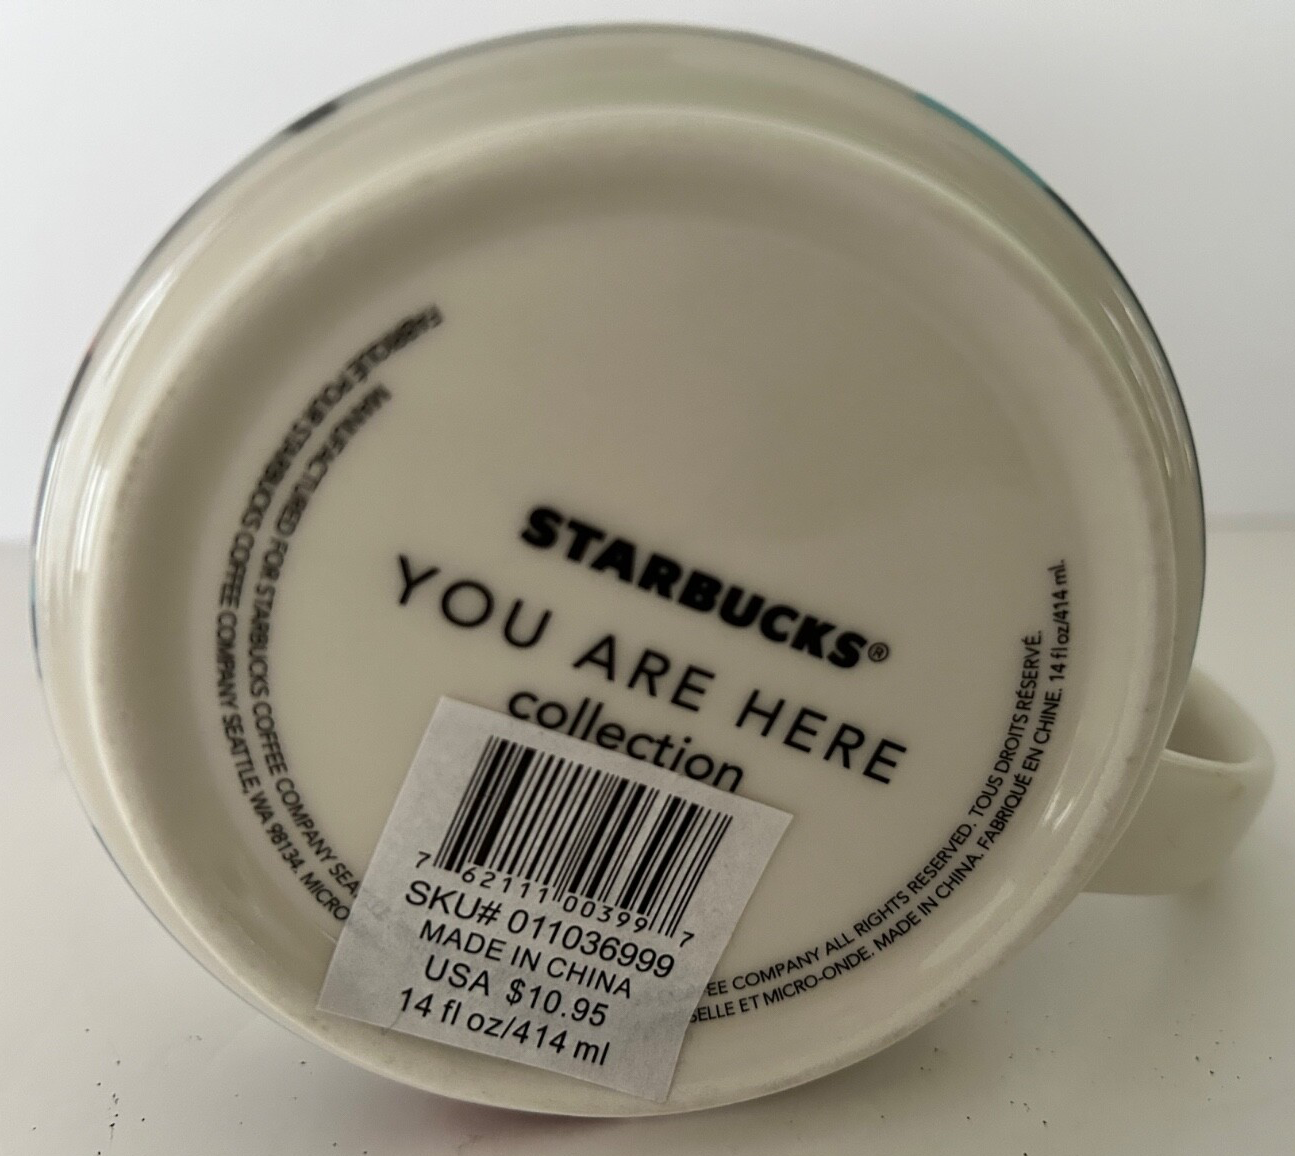 STARBUCKS®
YOU ARE HERE
collection
7 62111 00399 7
SKU# 011036999
MADE IN CHINA
USA $10.95
14 fl oz/414 ml
MANUFACTURED FOR STARBUCKS COFFEE COMPANY SEA
FABRIQUÉ POUR STARBUCKS COFFEE COMPANY SEATTLE, WA 98134. MICRO
EE COMPANY ALL RIGHTS RESERVED. TOUS DROITS RÉSERVÉ.
SELLE ET MICRO-ONDE. MADE IN CHINA. FABRIQUÉ EN CHINE. 14 fl oz/414 ml.